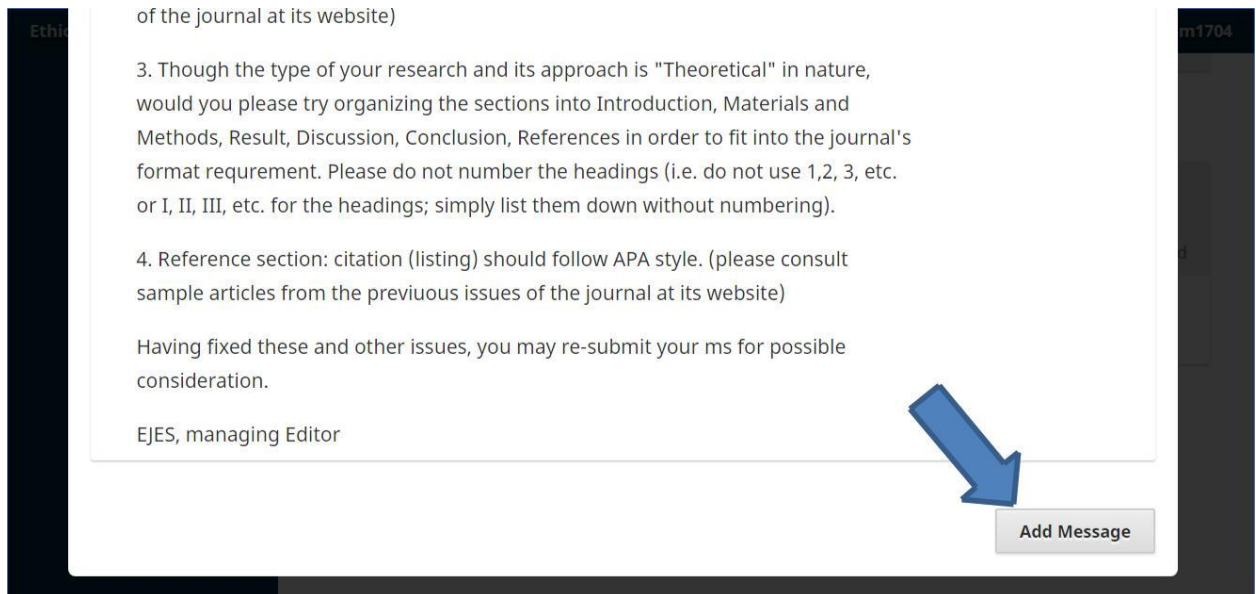 of the journal at its website)
Ethic
m1704
3. Though the type of your research and its approach is "Theoretical" in nature,
would you please try organizing the sections into Introduction, Materials and
Methods, Result, Discussion, Conclusion, References in order to fit into the journal's
format requrement. Please do not number the headings (i.e. do not use 1,2, 3, etc.
or I, II, III, etc. for the headings; simply list them down without numbering).
4. Reference section: citation (listing) should follow APA style. (please consult
d
sample articles from the previuous issues of the journal at its website)
Having fixed these and other issues, you may re-submit your ms for possible
consideration.
EJES, managing Editor
Add Message